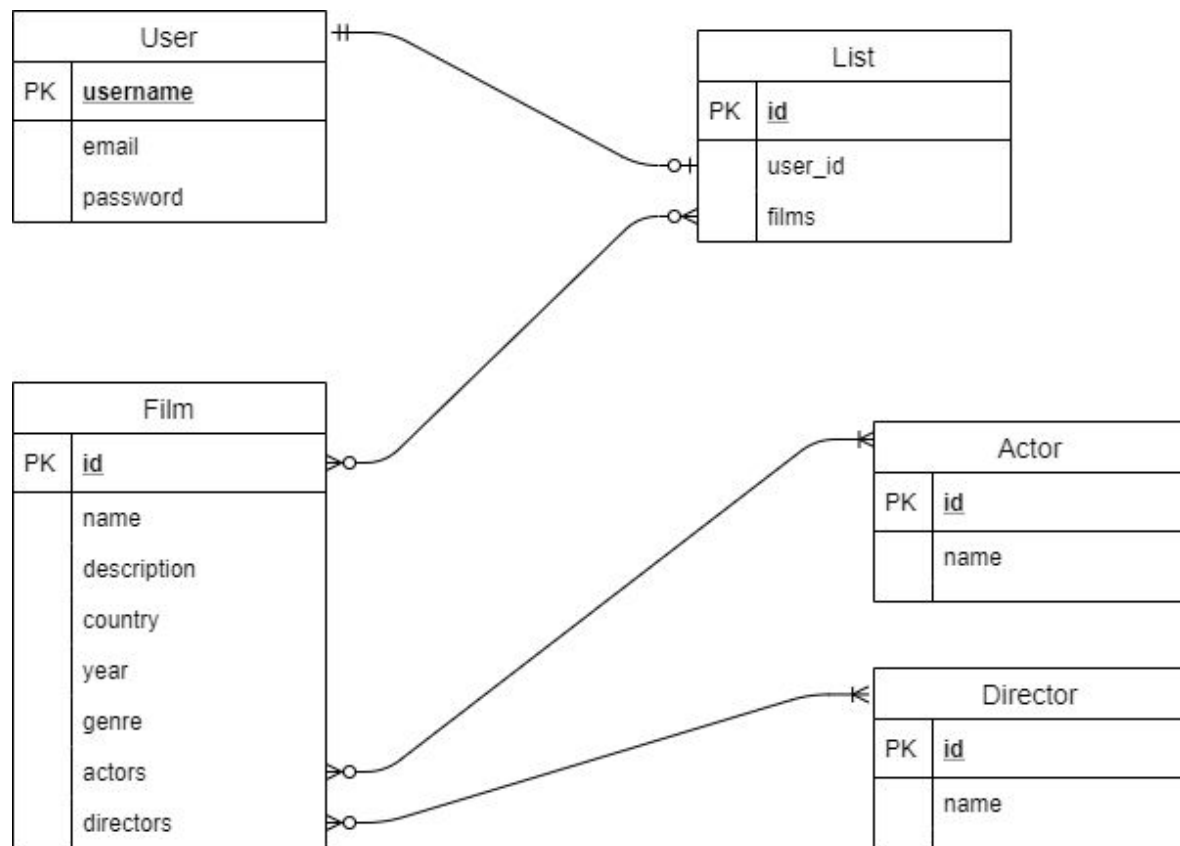 User
PK username
email
password
List
PK id
user_id
films
Film
PK id
name
description
country
year
genre
actors
directors
Actor
PK id
name
Director
PK id
name